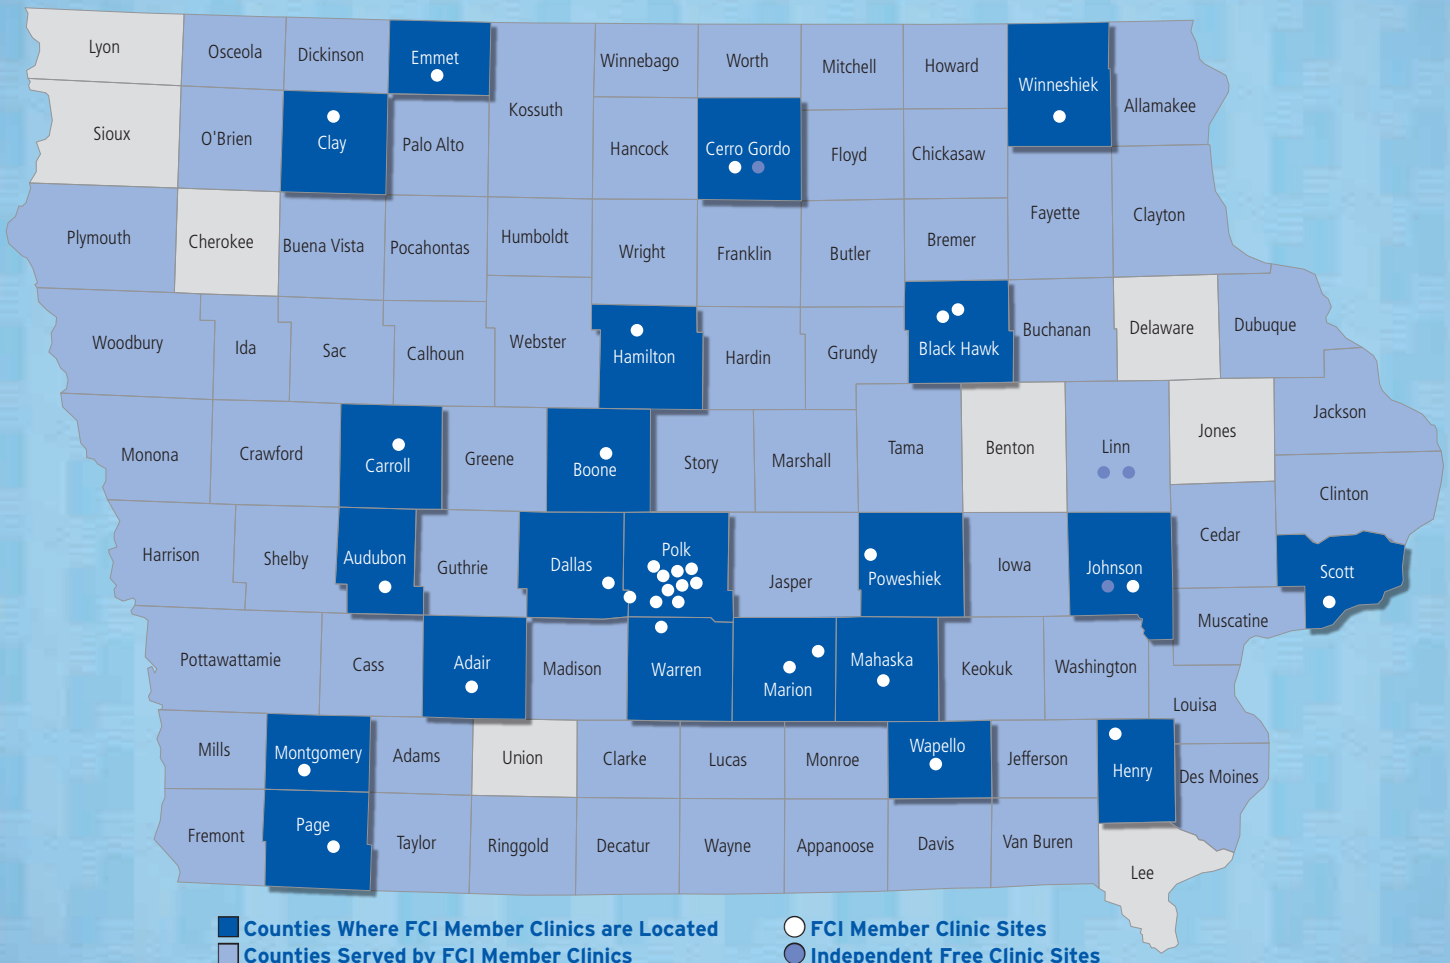 Lyon
Osceola
Dickinson
Emmet
Kossuth
Winnebago
Worth
Mitchell
Howard
Winneshiek
Allamakee
Sioux
O'Brien
Clay
Palo Alto
Hancock
Cerro Gordo
Floyd
Chickasaw
Plymouth
Cherokee
Buena Vista
Pocahontas
Humboldt
Wright
Franklin
Butler
Bremer
Fayette
Clayton
Woodbury
Ida
Sac
Calhoun
Webster
Hamilton
Hardin
Grundy
Black Hawk
Buchanan
Delaware
Dubuque
Monona
Crawford
Carroll
Greene
Boone
Story
Marshall
Tama
Benton
Linn
Jones
Jackson
Clinton
Harrison
Shelby
Audubon
Guthrie
Dallas
Polk
Jasper
Poweshiek
Iowa
Johnson
Cedar
Scott
Muscatine
Pottawattamie
Cass
Adair
Madison
Warren
Marion
Mahaska
Keokuk
Washington
Louisa
Mills
Montgomery
Adams
Union
Clarke
Lucas
Monroe
Wapello
Jefferson
Henry
Des Moines
Fremont
Page
Taylor
Ringgold
Decatur
Wayne
Appanoose
Davis
Van Buren
Lee
Counties Where FCI Member Clinics are Located
Counties Served by FCI Member Clinics
FCI Member Clinic Sites
Independent Free Clinic Sites